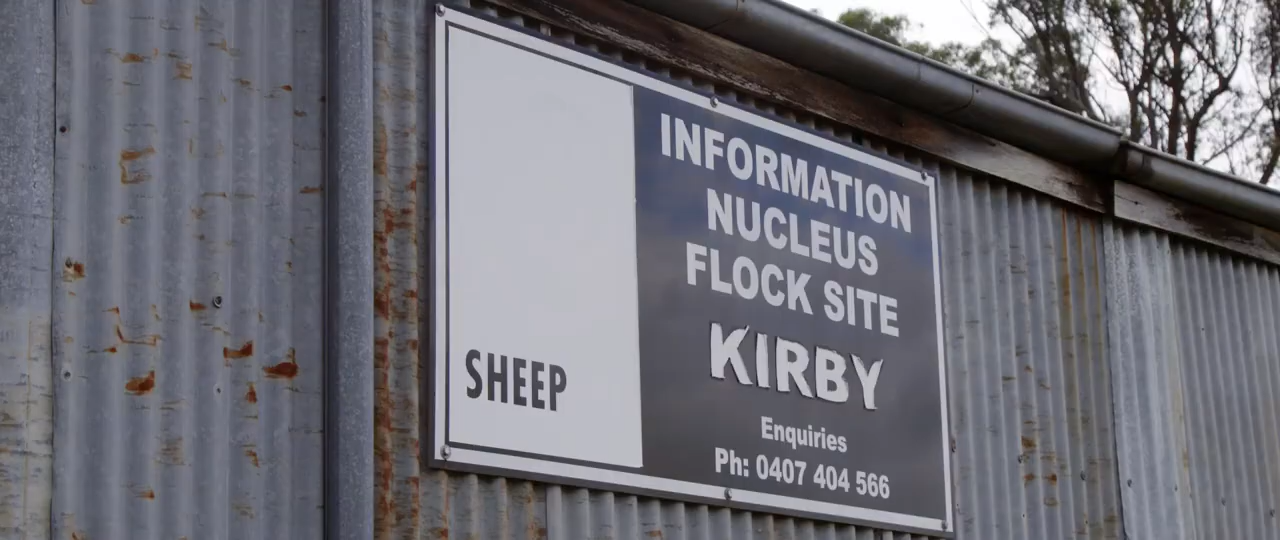 SHEEP
INFORMATION
NUCLEUS
FLOCK SITE
KIRBY
Enquiries
Ph: 0407 404 566